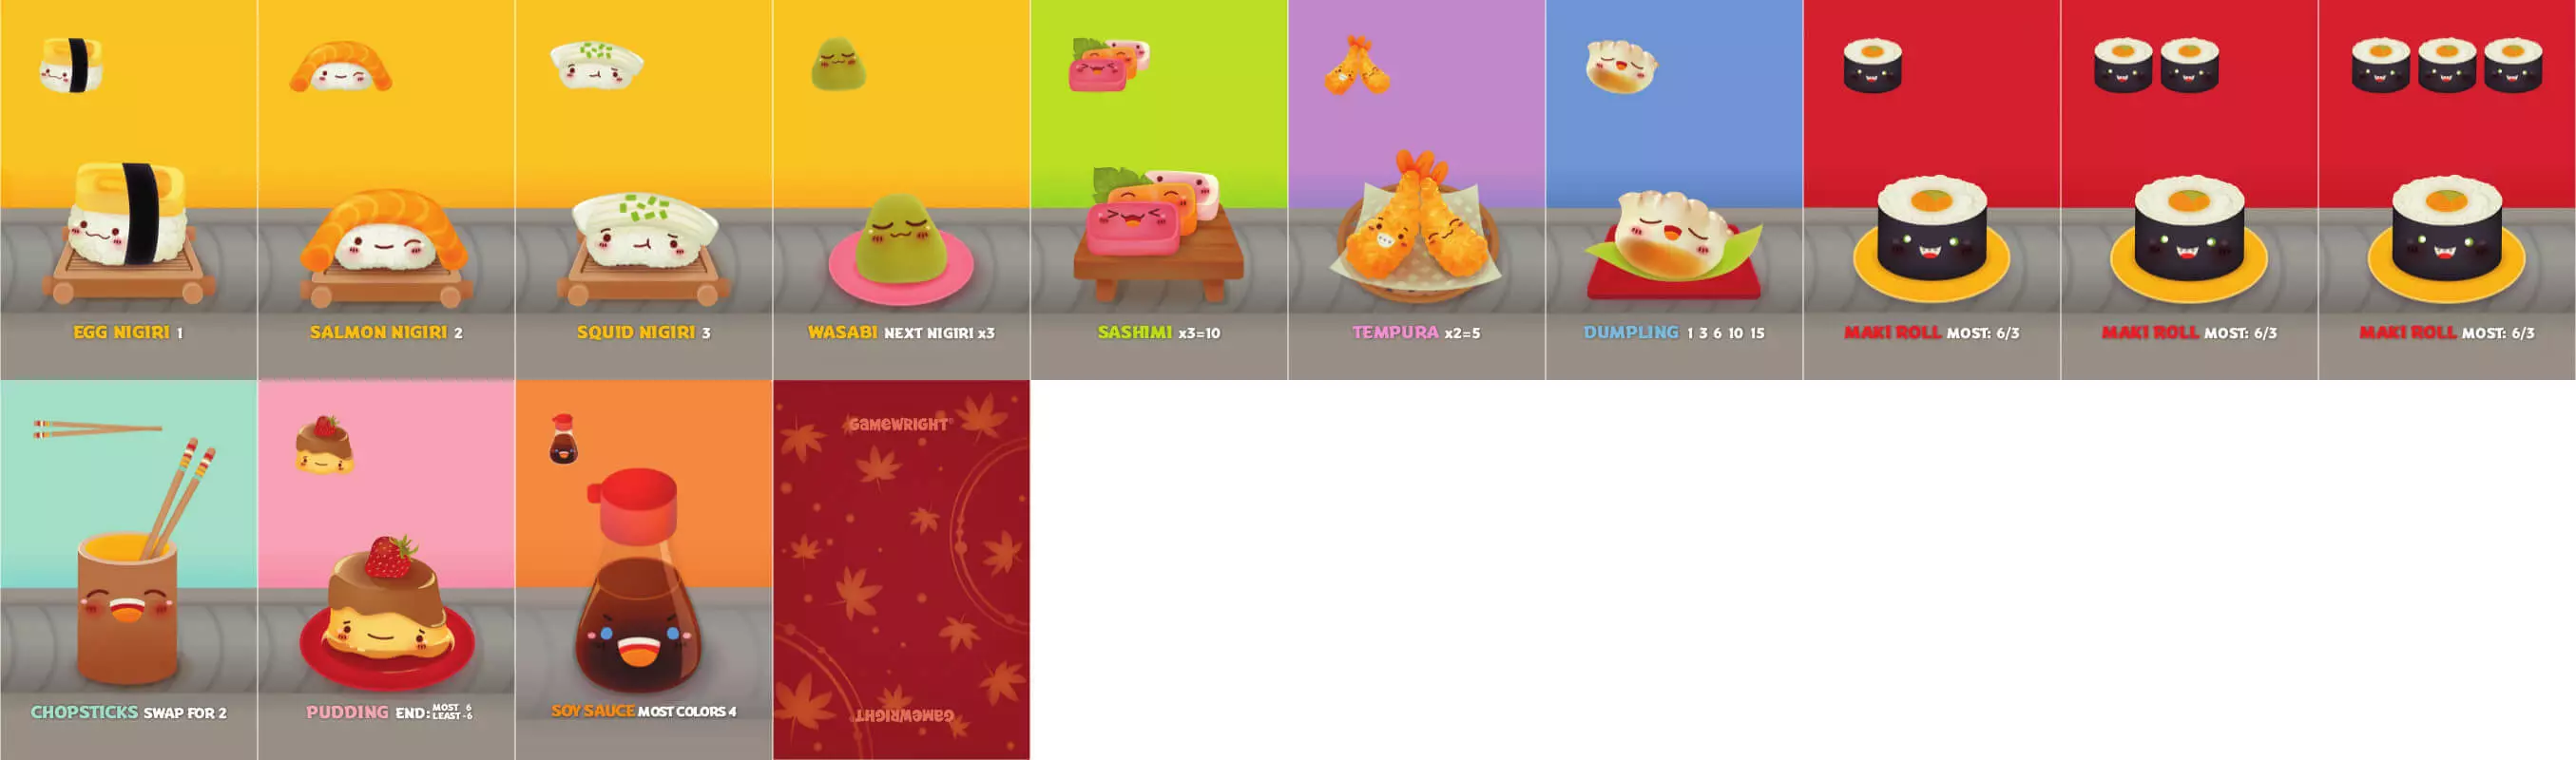 EGG NIGIRI 1
SALMON NIGIRI 2
SQUID NIGIRI 3
WASABI NEXT NIGIRI x3
SASHIMI x3=10
TEMPURA x2=5
DUMPLING 1 3 6 10 15
MAKI ROLL MOST: 6/3
MAKI ROLL MOST: 6/3
MAKI ROLL MOST: 6/3
CHOPSTICKS SWAP FOR 2
PUDDING END: MOST 6
LEAST -6
SOY SAUCE MOST COLORS 4
GAMEWRIGHT®
GAMEWRIGHT